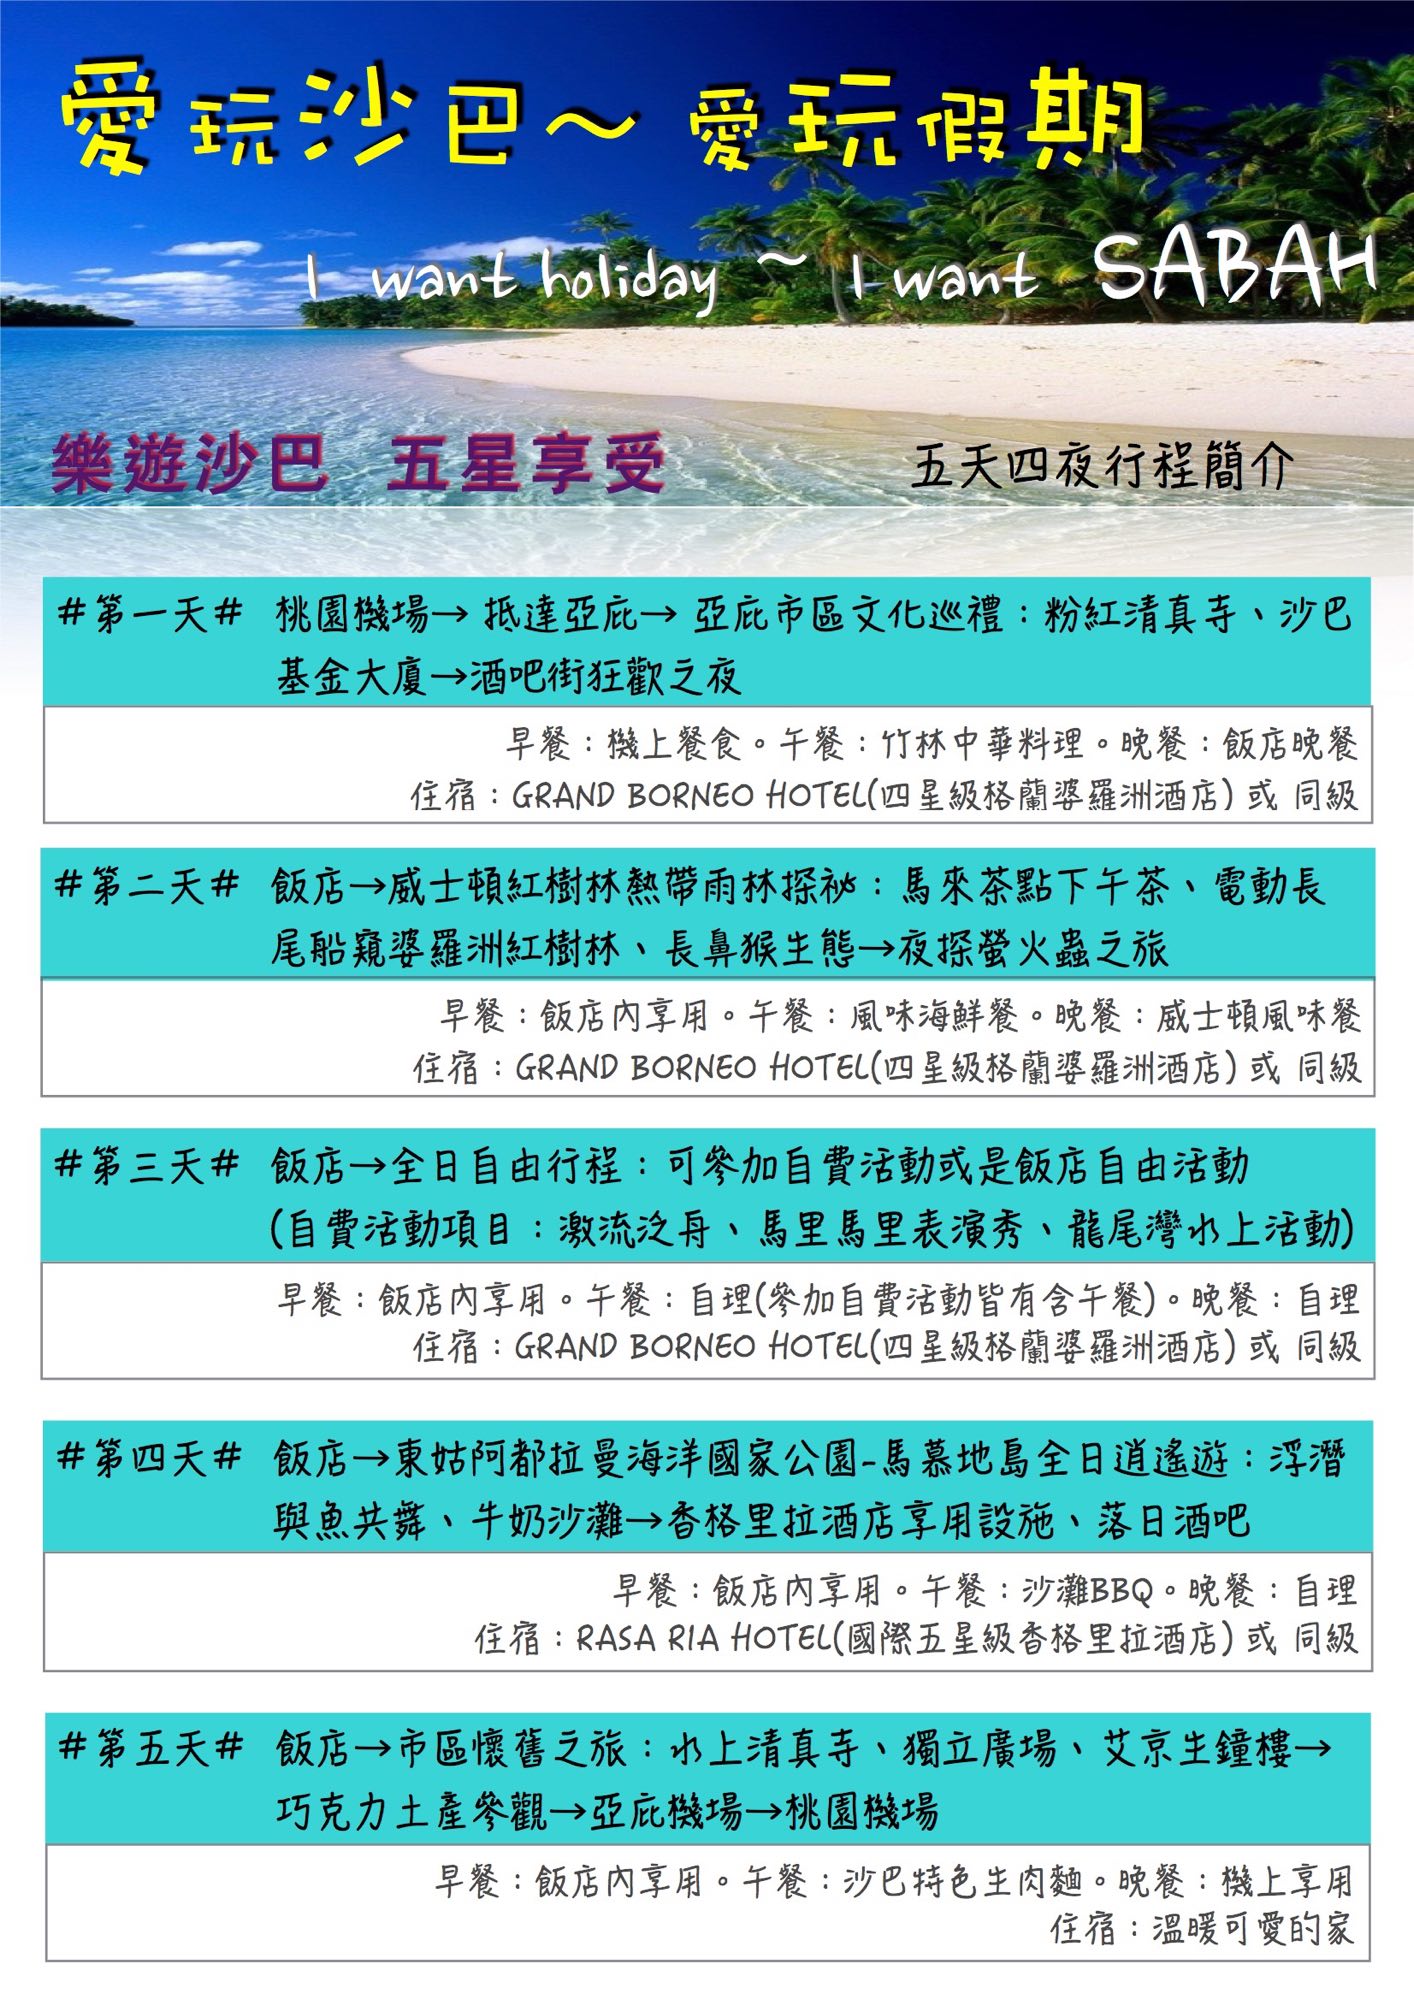 愛玩沙巴～愛玩假期
I want holiday ~ I want SABAH
樂遊沙巴 五星享受
五天四夜行程簡介
#第一天# 桃園機場→ 抵達亞庇→ 亞庇市區文化巡禮：粉紅清真寺、沙巴
基金大廈→酒吧街狂歡之夜
早餐：機上餐食。午餐：竹林中華料理。晚餐：飯店晚餐
住宿：GRAND BORNEO HOTEL(四星級格蘭婆羅洲酒店) 或 同級
#第二天# 飯店→威士頓紅樹林熱帶雨林探祕：馬來茶點下午茶、電動長
尾船窺婆羅洲紅樹林、長鼻猴生態→夜探螢火蟲之旅
早餐：飯店內享用。午餐：風味海鮮餐。晚餐：威士頓風味餐
住宿：GRAND BORNEO HOTEL(四星級格蘭婆羅洲酒店) 或 同級
#第三天# 飯店→全日自由行程：可參加自費活動或是飯店自由活動
(自費活動項目：激流泛舟、馬里馬里表演秀、龍尾灣水上活動)
早餐：飯店內享用。午餐：自理(參加自費活動皆有含午餐)。晚餐：自理
住宿：GRAND BORNEO HOTEL(四星級格蘭婆羅洲酒店) 或 同級
#第四天# 飯店→東姑阿都拉曼海洋國家公園-馬慕地島全日逍遙遊：浮潛
與魚共舞、牛奶沙灘→香格里拉酒店享用設施、落日酒吧
早餐：飯店內享用。午餐：沙灘BBQ。晚餐：自理
住宿：RASA RIA HOTEL(國際五星級香格里拉酒店) 或 同級
#第五天# 飯店→市區懷舊之旅：水上清真寺、獨立廣場、艾京生鐘樓→
巧克力土產參觀→亞庇機場→桃園機場
早餐：飯店內享用。午餐：沙巴特色生肉麵。晚餐：機上享用
住宿：溫暖可愛的家